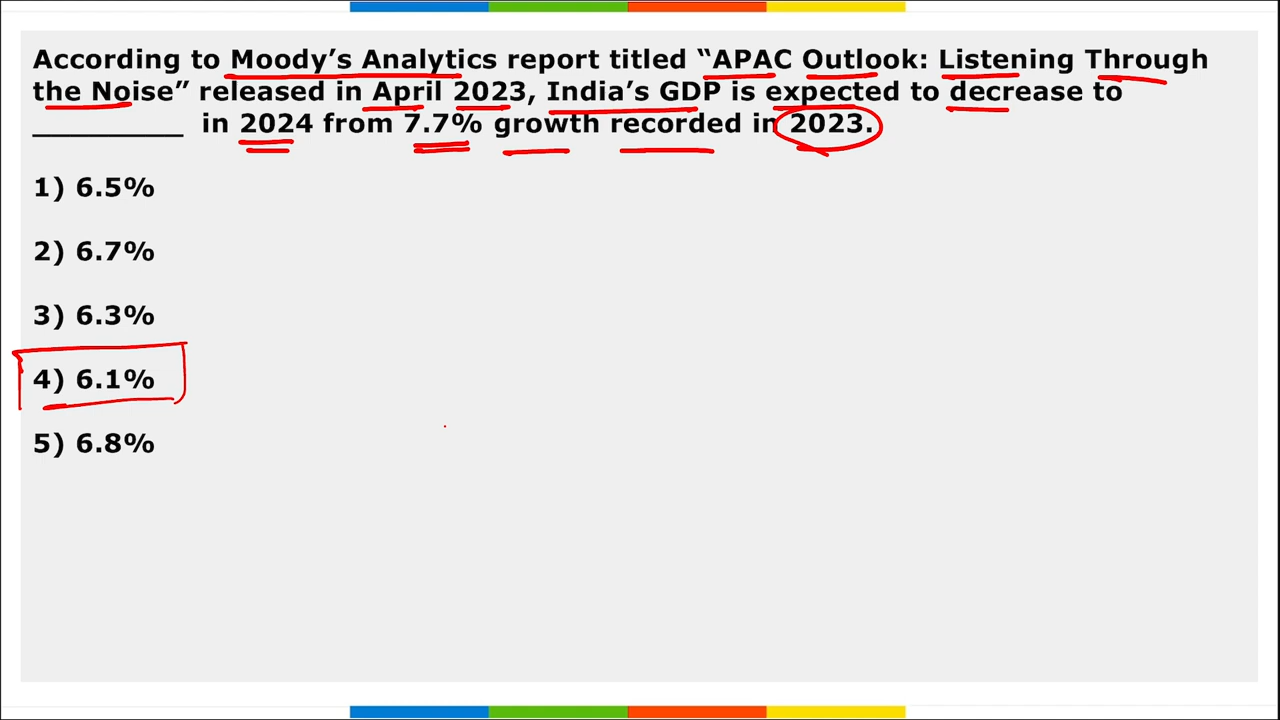 According to Moody’s Analytics report titled “APAC Outlook: Listening Through
the Noise” released in April 2023, India’s GDP is expected to decrease to
___________ in 2024 from 7.7% growth recorded in 2023.
1) 6.5%
2) 6.7%
3) 6.3%
4) 6.1%
5) 6.8%